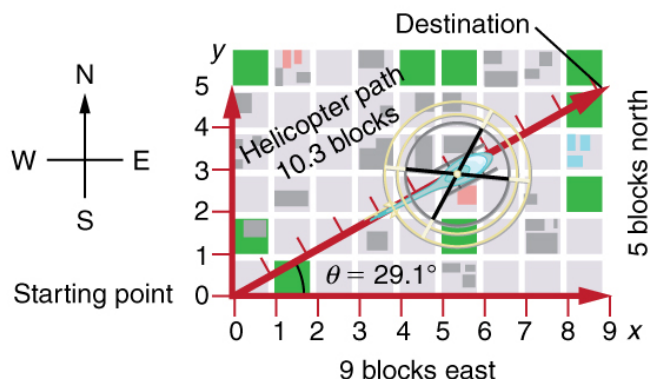 Destination
y
N
W
E
S
Helicopter path
10.3 blocks
5
4
3
2
1
0
5 blocks north
θ = 29.1°
Starting point
0 1 2 3 4 5 6 7 8 9 x
9 blocks east